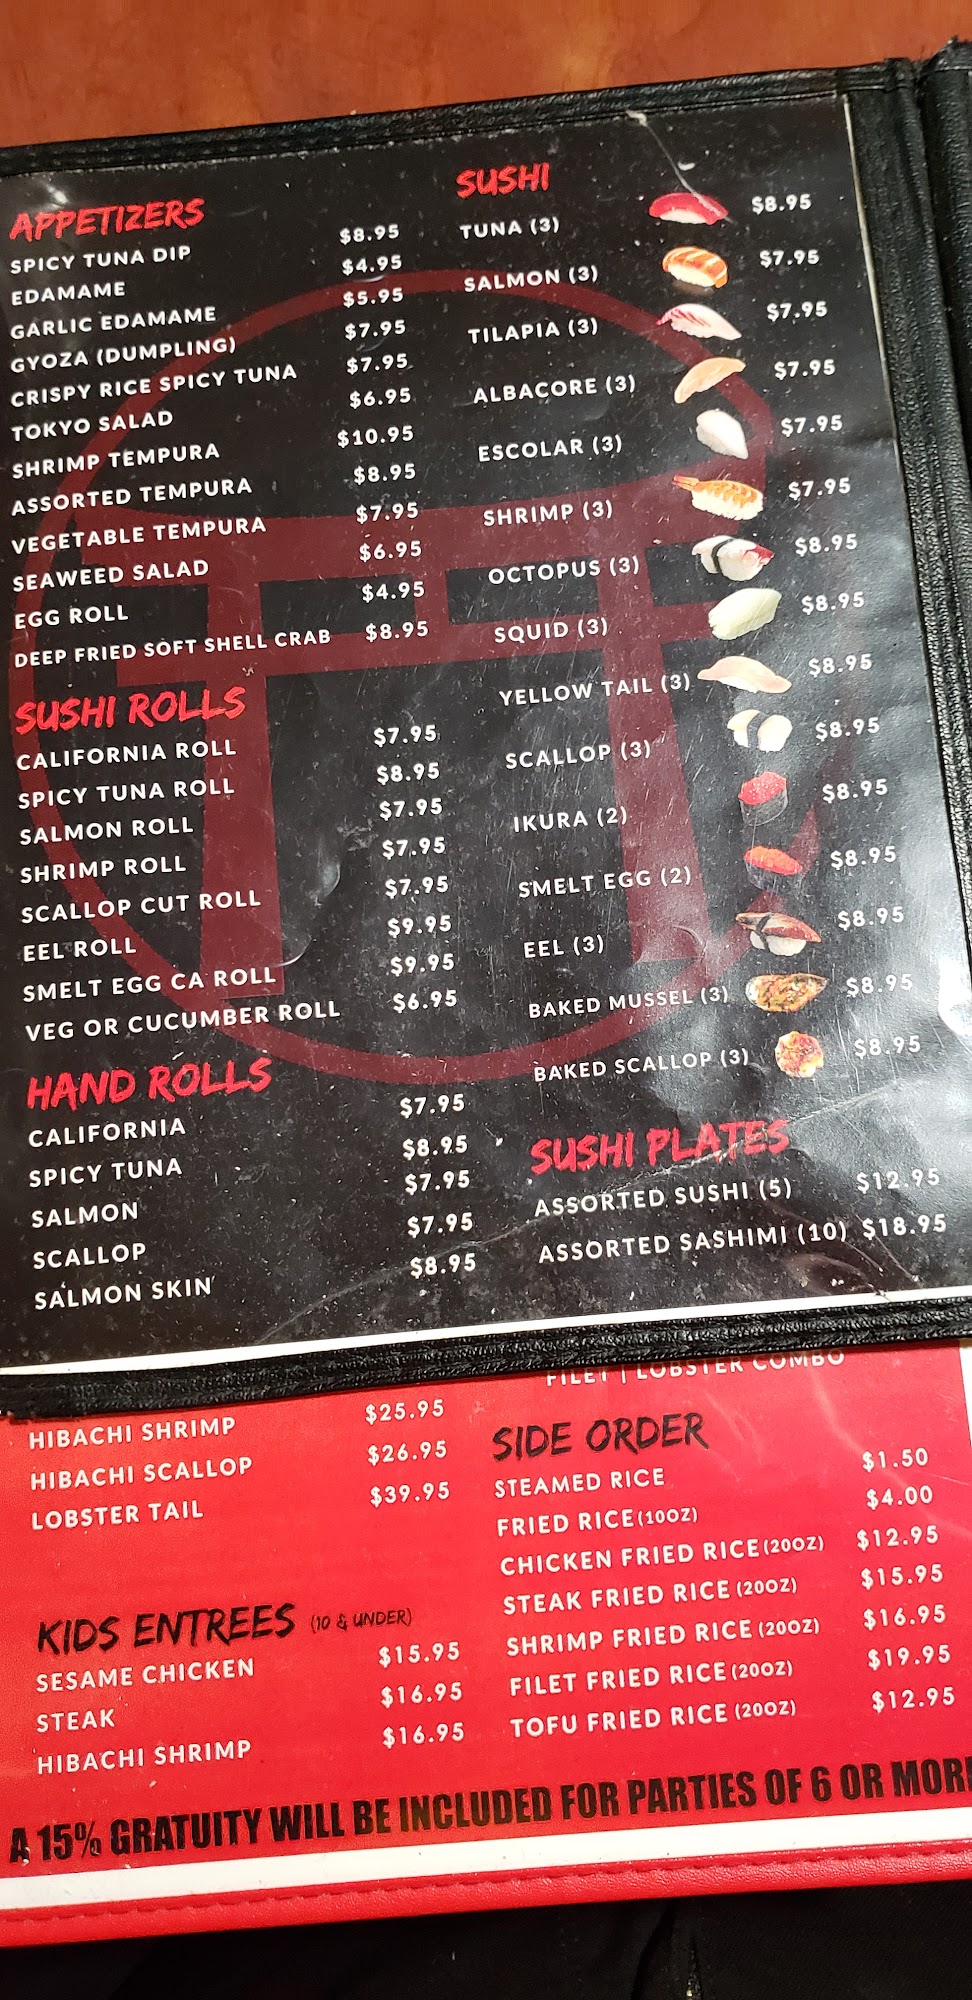 APPETIZERS
SPICY TUNA DIP $8.95
EDAMAME $4.95
GARLIC EDAMAME $5.95
GYOZA (DUMPLING) $7.95
CRISPY RICE SPICY TUNA $7.95
TOKYO SALAD $6.95
SHRIMP TEMPURA $10.95
ASSORTED TEMPURA $8.95
VEGETABLE TEMPURA $7.95
SEAWEED SALAD $6.95
EGG ROLL $4.95
DEEP FRIED SOFT SHELL CRAB $8.95
SUSHI ROLLS
CALIFORNIA ROLL $7.95
SPICY TUNA ROLL $8.95
SALMON ROLL $7.95
SHRIMP ROLL $7.95
SCALLOP CUT ROLL $7.95
EEL ROLL $9.95
SMELT EGG CA ROLL $9.95
VEG OR CUCUMBER ROLL $6.95
HAND ROLLS
CALIFORNIA $7.95
SPICY TUNA $8.95
SALMON $7.95
SCALLOP $7.95
SALMON SKIN $8.95
SUSHI
TUNA (3) $8.95
SALMON (3) $7.95
TILAPIA (3) $7.95
ALBACORE (3) $7.95
ESCOLAR (3) $7.95
SHRIMP (3) $7.95
OCTOPUS (3) $8.95
SQUID (3) $8.95
YELLOW TAIL (3) $8.95
SCALLOP (3) $8.95
IKURA (2) $8.95
SMELT EGG (2) $8.95
EEL (3) $8.95
BAKED MUSSEL (3) $8.95
BAKED SCALLOP (3) $8.95
SUSHI PLATES
ASSORTED SUSHI (5) $12.95
ASSORTED SASHIMI (10) $18.95
HIBACHI SHRIMP $25.95
HIBACHI SCALLOP $26.95
LOBSTER TAIL $39.95
KIDS ENTREES (10 & UNDER)
SESAME CHICKEN $15.95
STEAK $16.95
HIBACHI SHRIMP $16.95
FILET | LOBSTER COMBO
SIDE ORDER
STEAMED RICE $1.50
FRIED RICE (10OZ) $4.00
CHICKEN FRIED RICE (20OZ) $12.95
STEAK FRIED RICE (20OZ) $15.95
SHRIMP FRIED RICE (20OZ) $16.95
FILET FRIED RICE (20OZ) $19.95
TOFU FRIED RICE (20OZ) $12.95
A 15% GRATUITY WILL BE INCLUDED FOR PARTIES OF 6 OR MOR